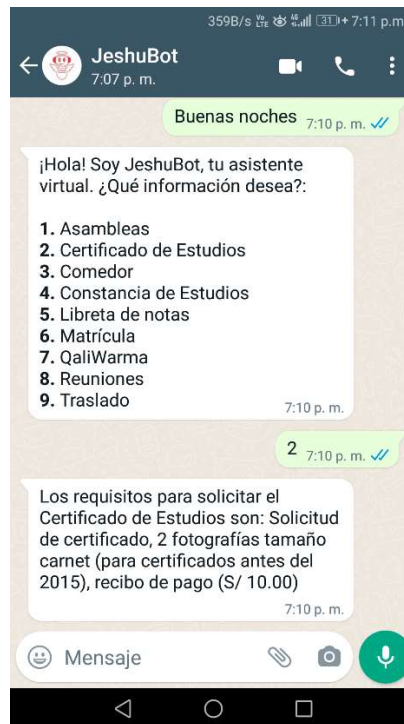 359B/s Vo LTE 4G 31 + 7:11 p.m
JeshuBot
7:07 p. m.
Buenas noches 7:10 p. m.
¡Hola! Soy JeshuBot, tu asistente
virtual. ¿Qué información desea?:
1. Asambleas
2. Certificado de Estudios
3. Comedor
4. Constancia de Estudios
5. Libreta de notas
6. Matrícula
7. QaliWarma
8. Reuniones
9. Traslado
7:10 p. m.
2 7:10 p. m.
Los requisitos para solicitar el
Certificado de Estudios son: Solicitud
de certificado, 2 fotografías tamaño
carnet (para certificados antes del
2015), recibo de pago (S/ 10.00)
7:10 p. m.
Mensaje